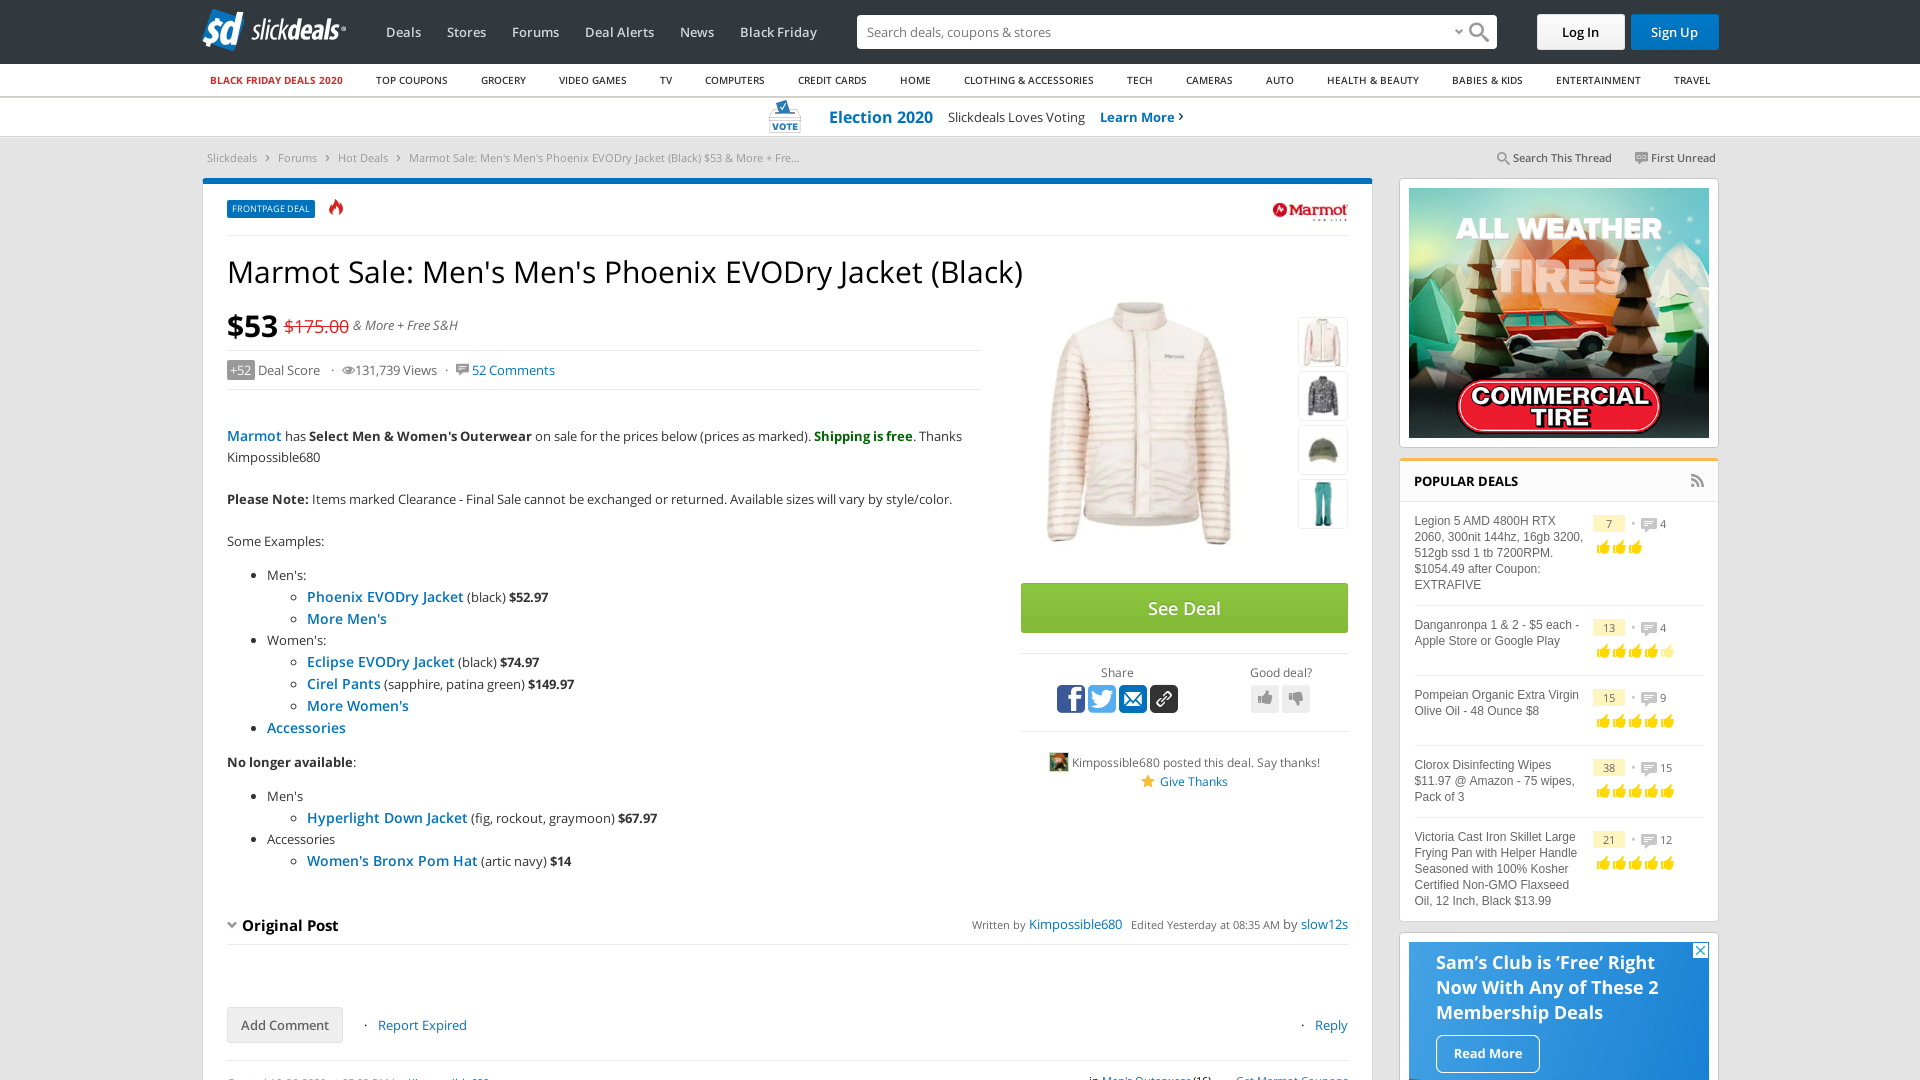 slickdeals
Deals
Stores
Forums
Deal Alerts
News
Black Friday
Search deals, coupons & stores
Log In
Sign Up
BLACK FRIDAY DEALS 2020
TOP COUPONS
GROCERY
VIDEO GAMES
TV
COMPUTERS
CREDIT CARDS
HOME
CLOTHING & ACCESSORIES
TECH
CAMERAS
AUTO
HEALTH & BEAUTY
BABIES & KIDS
ENTERTAINMENT
TRAVEL
VOTE
Election 2020 Slickdeals Loves Voting Learn More
Slickdeals > Forums > Hot Deals > Marmot Sale: Men's Men's Phoenix EVODry Jacket (Black) $53 & More + Fre...
Search This Thread
First Unread
FRONTPAGE DEAL
Marmot
Marmot Sale: Men's Men's Phoenix EVODry Jacket (Black)
$53 $175.00 & More + Free S&H
+52 Deal Score · 131,739 Views · 52 Comments
Marmot has Select Men & Women's Outerwear on sale for the prices below (prices as marked). Shipping is free. Thanks
Kimpossible680
Please Note: Items marked Clearance - Final Sale cannot be exchanged or returned. Available sizes will vary by style/color.
Some Examples:
Men's:
Phoenix EVODry Jacket (black) $52.97
More Men's
Women's:
Eclipse EVODry Jacket (black) $74.97
Cirel Pants (sapphire, patina green) $149.97
More Women's
Accessories
No longer available:
Men's
Hyperlight Down Jacket (fig, rockout, graymoon) $67.97
Accessories
Women's Bronx Pom Hat (artic navy) $14
See Deal
Share
Good deal?
Kimpossible680 posted this deal. Say thanks!
Give Thanks
Original Post
Written by Kimpossible680 Edited Yesterday at 08:35 AM by slow12s
Add Comment · Report Expired
· Reply
in Men's Outerwear (16)
Get Marmot Coupons
ALL WEATHER
TIRES
COMMERCIAL
TIRE
POPULAR DEALS
Legion 5 AMD 4800H RTX
2060, 300nit 144hz, 16gb 3200,
512gb ssd 1 tb 7200RPM.
$1054.49 after Coupon:
EXTRAFIVE
7 · 4
Danganronpa 1 & 2 - $5 each -
Apple Store or Google Play
13 · 4
Pompeian Organic Extra Virgin
Olive Oil - 48 Ounce $8
15 · 9
Clorox Disinfecting Wipes
$11.97 @ Amazon - 75 wipes,
Pack of 3
38 · 15
Victoria Cast Iron Skillet Large
Frying Pan with Helper Handle
Seasoned with 100% Kosher
Certified Non-GMO Flaxseed
Oil, 12 Inch, Black $13.99
21 · 12
Sam's Club is 'Free' Right
Now With Any of These 2
Membership Deals
Read More